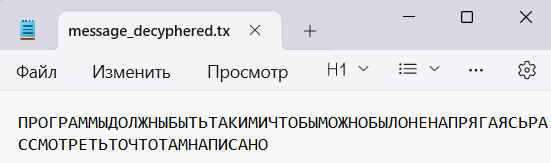 message_decyphered.tx
Файл Изменить Просмотр H1
ПРОГРАММЫДОЛЖНЫБЫТЬТАКИМИЧТОБЫМОЖНОБЫЛОНЕНАПРЯГАЯСЬРА
ССМОТРЕТЬТОЧТОТАМНАПИСАНО